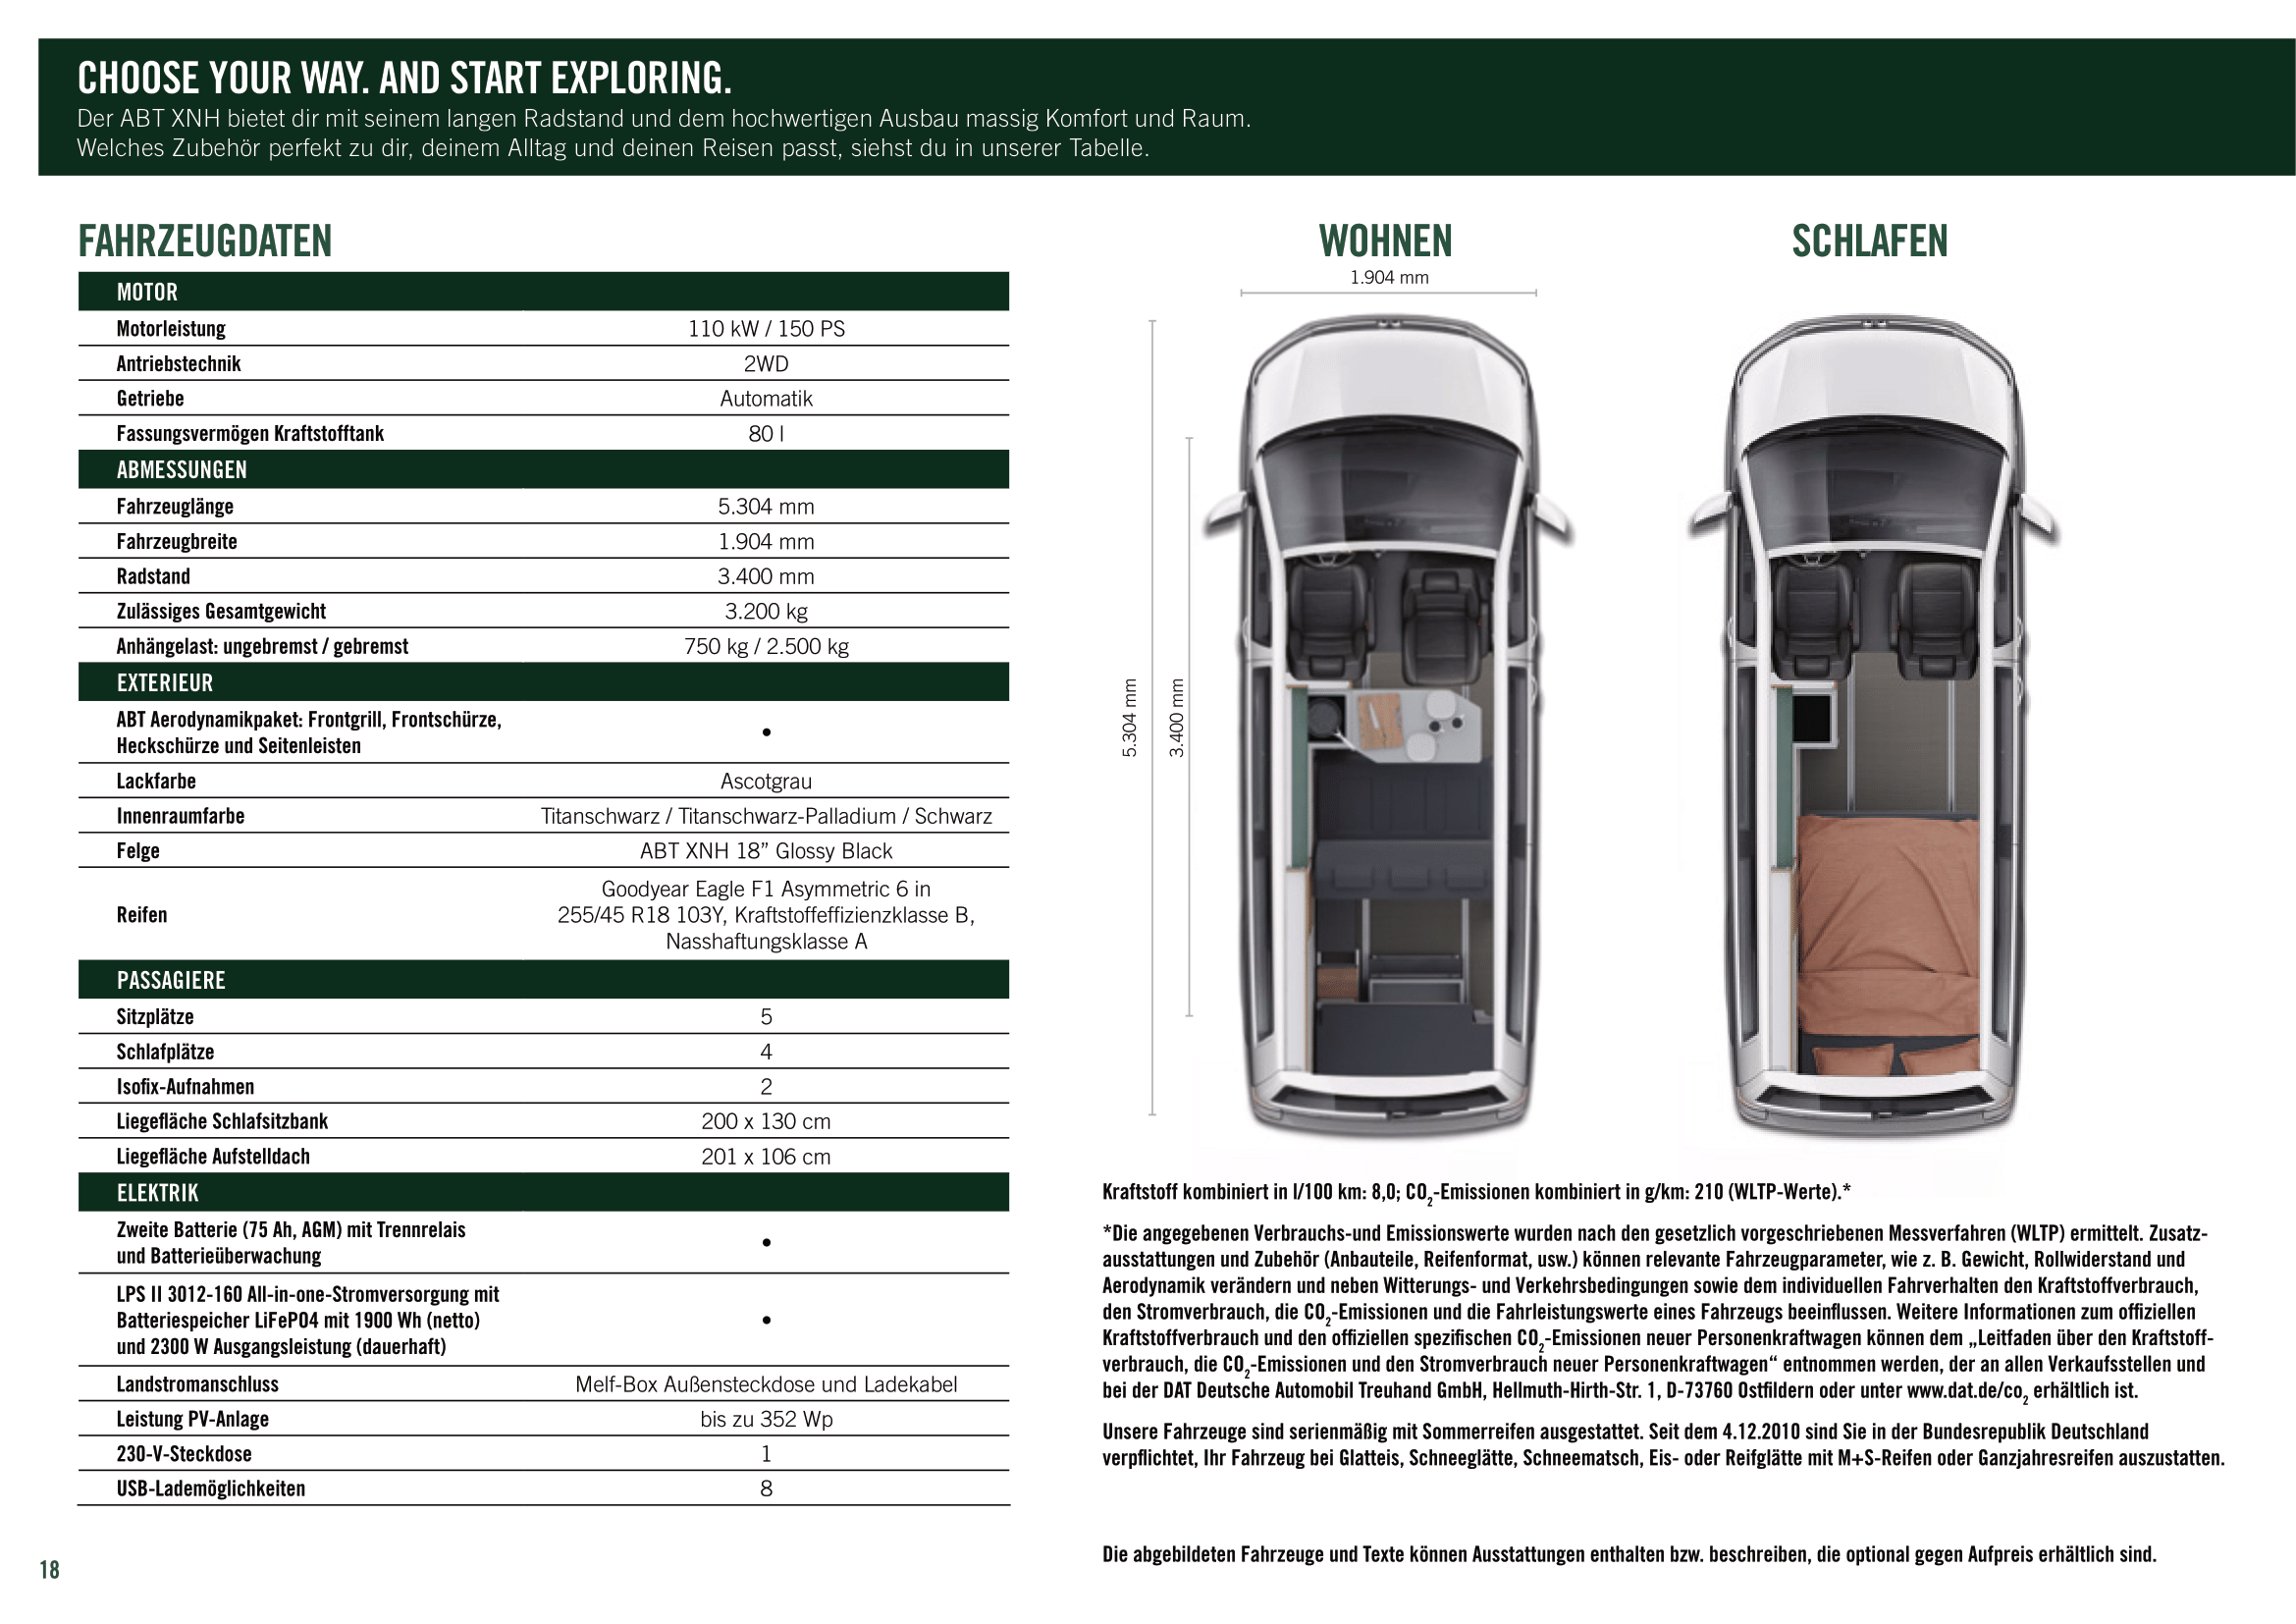 CHOOSE YOUR WAY. AND START EXPLORING.
Der ABT XNH bietet dir mit seinem langen Radstand und dem hochwertigen Ausbau massig Komfort und Raum.
Welches Zubehör perfekt zu dir, deinem Alltag und deinen Reisen passt, siehst du in unserer Tabelle.
FAHRZEUGDATEN
MOTOR
Motorleistung 110 kW / 150 PS
Antriebstechnik 2WD
Getriebe Automatik
Fassungsvermögen Kraftstofftank 80 l
ABMESSUNGEN
Fahrzeuglänge 5.304 mm
Fahrzeugbreite 1.904 mm
Radstand 3.400 mm
Zulässiges Gesamtgewicht 3.200 kg
Anhängelast: ungebremst / gebremst 750 kg / 2.500 kg
EXTERIEUR
ABT Aerodynamikpaket: Frontgrill, Frontschürze,
Heckschürze und Seitenleisten •
Lackfarbe Ascotgrau
Innenraumfarbe Titanschwarz / Titanschwarz-Palladium / Schwarz
Felge ABT XNH 18” Glossy Black
Reifen Goodyear Eagle F1 Asymmetric 6 in
255/45 R18 103Y, Kraftstoffeffizienzklasse B,
Nasshaftungsklasse A
PASSAGIERE
Sitzplätze 5
Schlafplätze 4
Isofix-Aufnahmen 2
Liegefläche Schlafsitzbank 200 x 130 cm
Liegefläche Aufstelldach 201 x 106 cm
ELEKTRIK
Zweite Batterie (75 Ah, AGM) mit Trennrelais
und Batterieüberwachung •
LPS II 3012-160 All-in-one-Stromversorgung mit
Batteriespeicher LiFePO4 mit 1900 Wh (netto) •
und 2300 W Ausgangsleistung (dauerhaft)
Landstromanschluss Melf-Box Außensteckdose und Ladekabel
Leistung PV-Anlage bis zu 352 Wp
230-V-Steckdose 1
USB-Lademöglichkeiten 8
WOHNEN
1.904 mm
5.304 mm
3.400 mm
SCHLAFEN
Kraftstoff kombiniert in l/100 km: 8,0; CO2-Emissionen kombiniert in g/km: 210 (WLTP-Werte).*
*Die angegebenen Verbrauchs-und Emissionswerte wurden nach den gesetzlich vorgeschriebenen Messverfahren (WLTP) ermittelt. Zusatz-
ausstattungen und Zubehör (Anbauteile, Reifenformat, usw.) können relevante Fahrzeugparameter, wie z. B. Gewicht, Rollwiderstand und
Aerodynamik verändern und neben Witterungs- und Verkehrsbedingungen sowie dem individuellen Fahrverhalten den Kraftstoffverbrauch,
den Stromverbrauch, die CO2-Emissionen und die Fahrleistungswerte eines Fahrzeugs beeinflussen. Weitere Informationen zum offiziellen
Kraftstoffverbrauch und den offiziellen spezifischen CO2-Emissionen neuer Personenkraftwagen können dem „Leitfaden über den Kraftstoff-
verbrauch, die CO2-Emissionen und den Stromverbrauch neuer Personenkraftwagen“ entnommen werden, der an allen Verkaufsstellen und
bei der DAT Deutsche Automobil Treuhand GmbH, Hellmuth-Hirth-Str. 1, D-73760 Ostfildern oder unter www.dat.de/co2 erhältlich ist.
Unsere Fahrzeuge sind serienmäßig mit Sommerreifen ausgestattet. Seit dem 4.12.2010 sind Sie in der Bundesrepublik Deutschland
verpflichtet, Ihr Fahrzeug bei Glatteis, Schneeglätte, Schneematsch, Eis- oder Reifglätte mit M+S-Reifen oder Ganzjahresreifen auszustatten.
Die abgebildeten Fahrzeuge und Texte können Ausstattungen enthalten bzw. beschreiben, die optional gegen Aufpreis erhältlich sind.
18